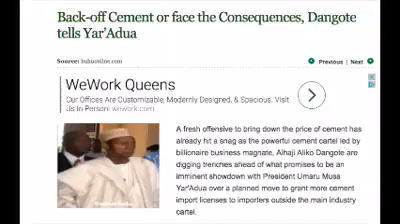 Back-off Cement or face the Consequences, Dangote
tells Yar'Adua
Source: huhuonline.com
Previous | Next
WeWork Queens
Our Offices Are Customizable, Modernly Designed, & Spacious. Visit
Us In Person! wework.com
A fresh offensive to bring down the price of cement has
already hit a snag as the powerful cement cartel led by
billionaire business magnate, Alhaji Aliko Dangote are
digging trenches ahead of what promises to be an
imminent showdown with President Umaru Musa
Yar'Adua over a planned move to grant more cement
import licenses to importers outside the main industry
cartel.